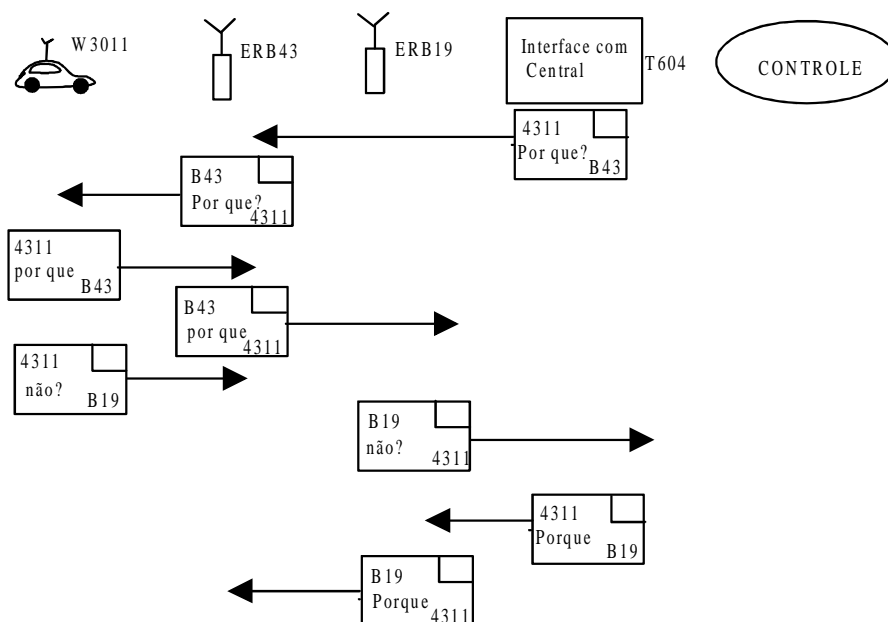 W3011
ERB43
ERB19
Interface com
Central
T604
CONTROLE
4311
Por que?
B43
B43
Por que?
4311
4311
por que
B43
B43
por que
4311
4311
não?
B19
B19
não?
4311
4311
Porque
B19
B19
Porque
4311